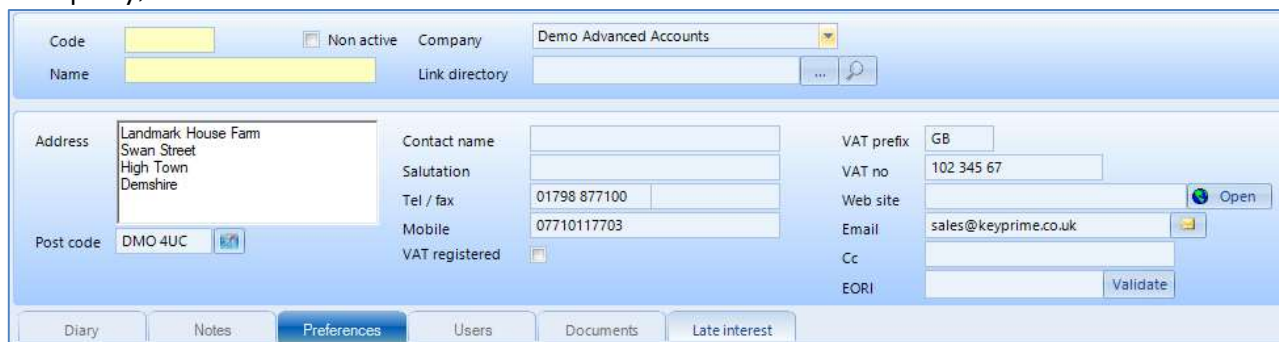 Code Non active Company Demo Advanced Accounts
Name Link directory ...
Address Landmark House Farm
Swan Street
High Town
Demshire
Post code DMO 4UC
Contact name
Salutation
Tel / fax 01798 877100
Mobile 07710117703
VAT registered
VAT prefix GB
VAT no 102 345 67
Web site Open
Email sales@keyprime.co.uk
Cc
EORI Validate
Diary Notes Preferences Users Documents Late interest